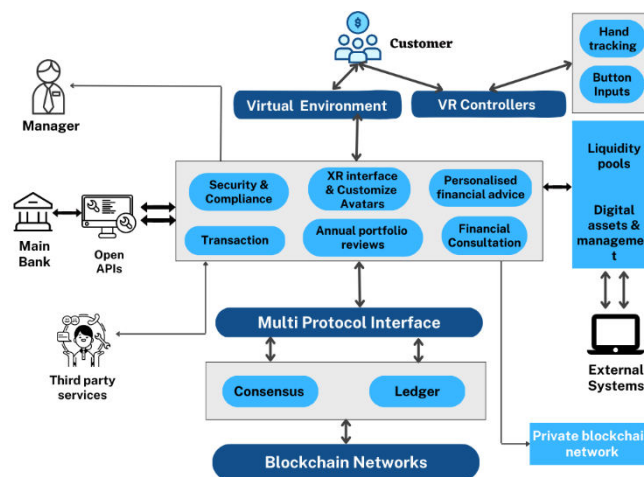 Customer
Hand
tracking
Button
Inputs
Manager
Virtual Environment
VR Controllers
Security &
Compliance
XR interface
& Customize
Avatars
Personalised
financial advice
Liquidity
pools
Main
Bank
Open
APIs
Transaction
Annual portfolio
reviews
Financial
Consultation
Digital
assets &
managemen
t
Multi Protocol Interface
Third party
services
Consensus
Ledger
External
Systems
Private blockchain
network
Blockchain Networks